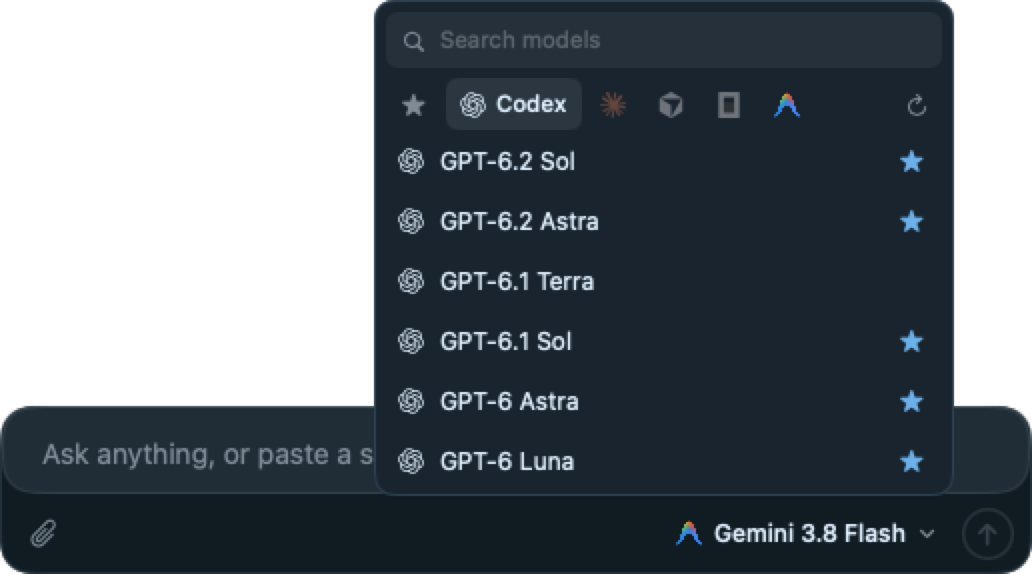 Search models
Codex
GPT-6.2 Sol
GPT-6.2 Astra
GPT-6.1 Terra
GPT-6.1 Sol
GPT-6 Astra
GPT-6 Luna
Ask anything, or paste a s
Gemini 3.8 Flash